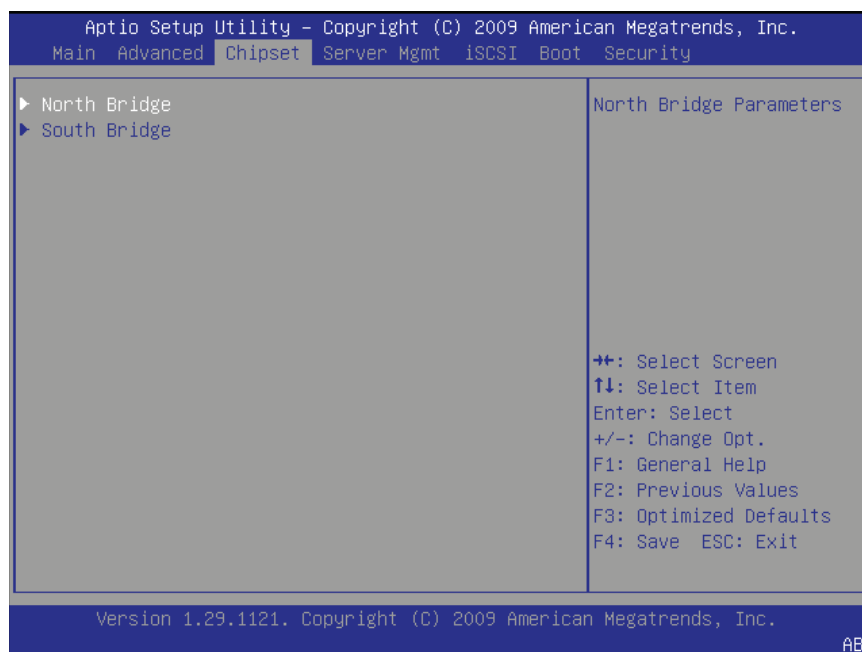 Aptio Setup Utility – Copyright (C) 2009 American Megatrends, Inc.
Main Advanced Chipset Server Mgmt iSCSI Boot Security
▶ North Bridge
▶ South Bridge
North Bridge Parameters
→←: Select Screen
↑↓: Select Item
Enter: Select
+/-: Change Opt.
F1: General Help
F2: Previous Values
F3: Optimized Defaults
F4: Save ESC: Exit
Version 1.29.1121. Copyright (C) 2009 American Megatrends, Inc.
AB